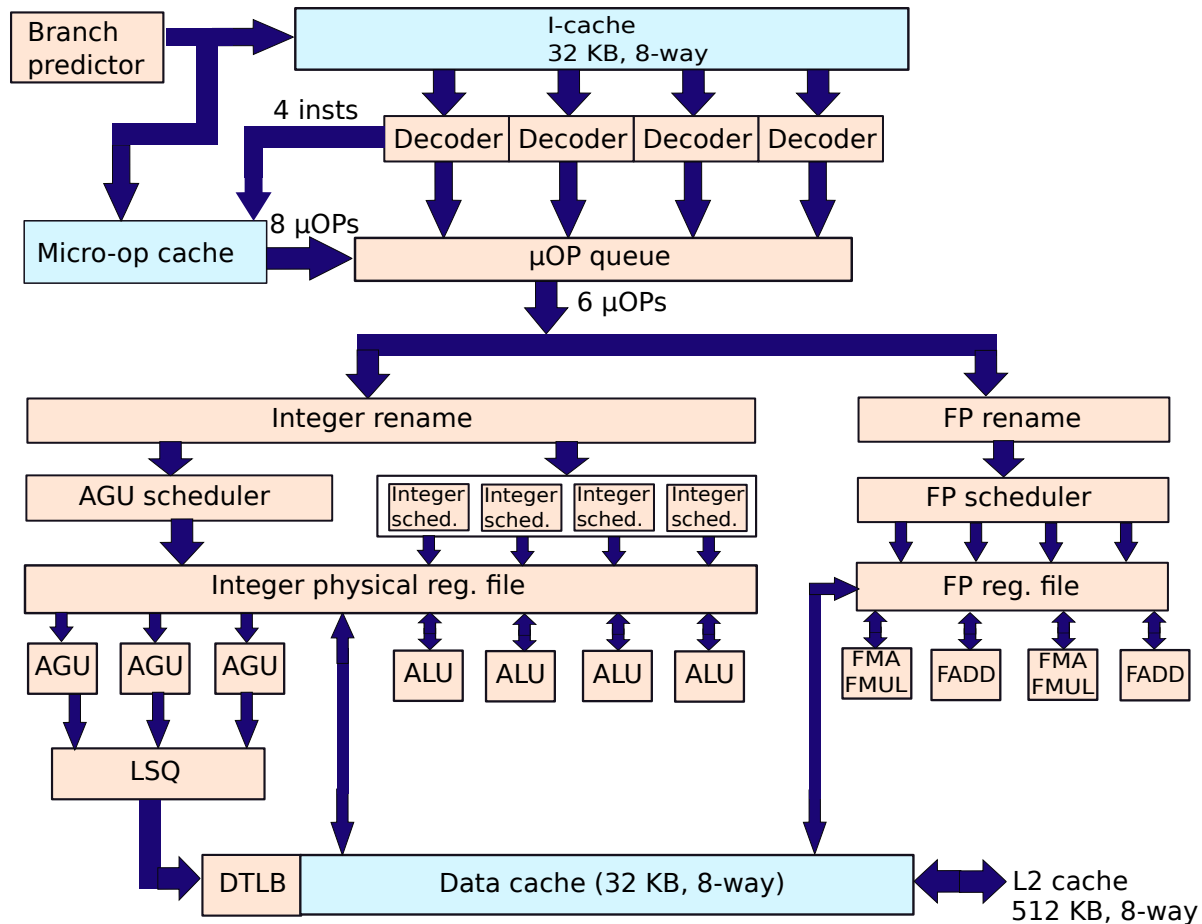 Branch
predictor
I-cache
32 KB, 8-way
4 insts
Decoder
Decoder
Decoder
Decoder
8 µOPs
Micro-op cache
µOP queue
6 µOPs
Integer rename
FP rename
AGU scheduler
Integer
sched.
Integer
sched.
Integer
sched.
Integer
sched.
FP scheduler
Integer physical reg. file
FP reg. file
AGU
AGU
AGU
ALU
ALU
ALU
ALU
FMA
FMUL
FADD
FMA
FMUL
FADD
LSQ
DTLB
Data cache (32 KB, 8-way)
L2 cache
512 KB, 8-way